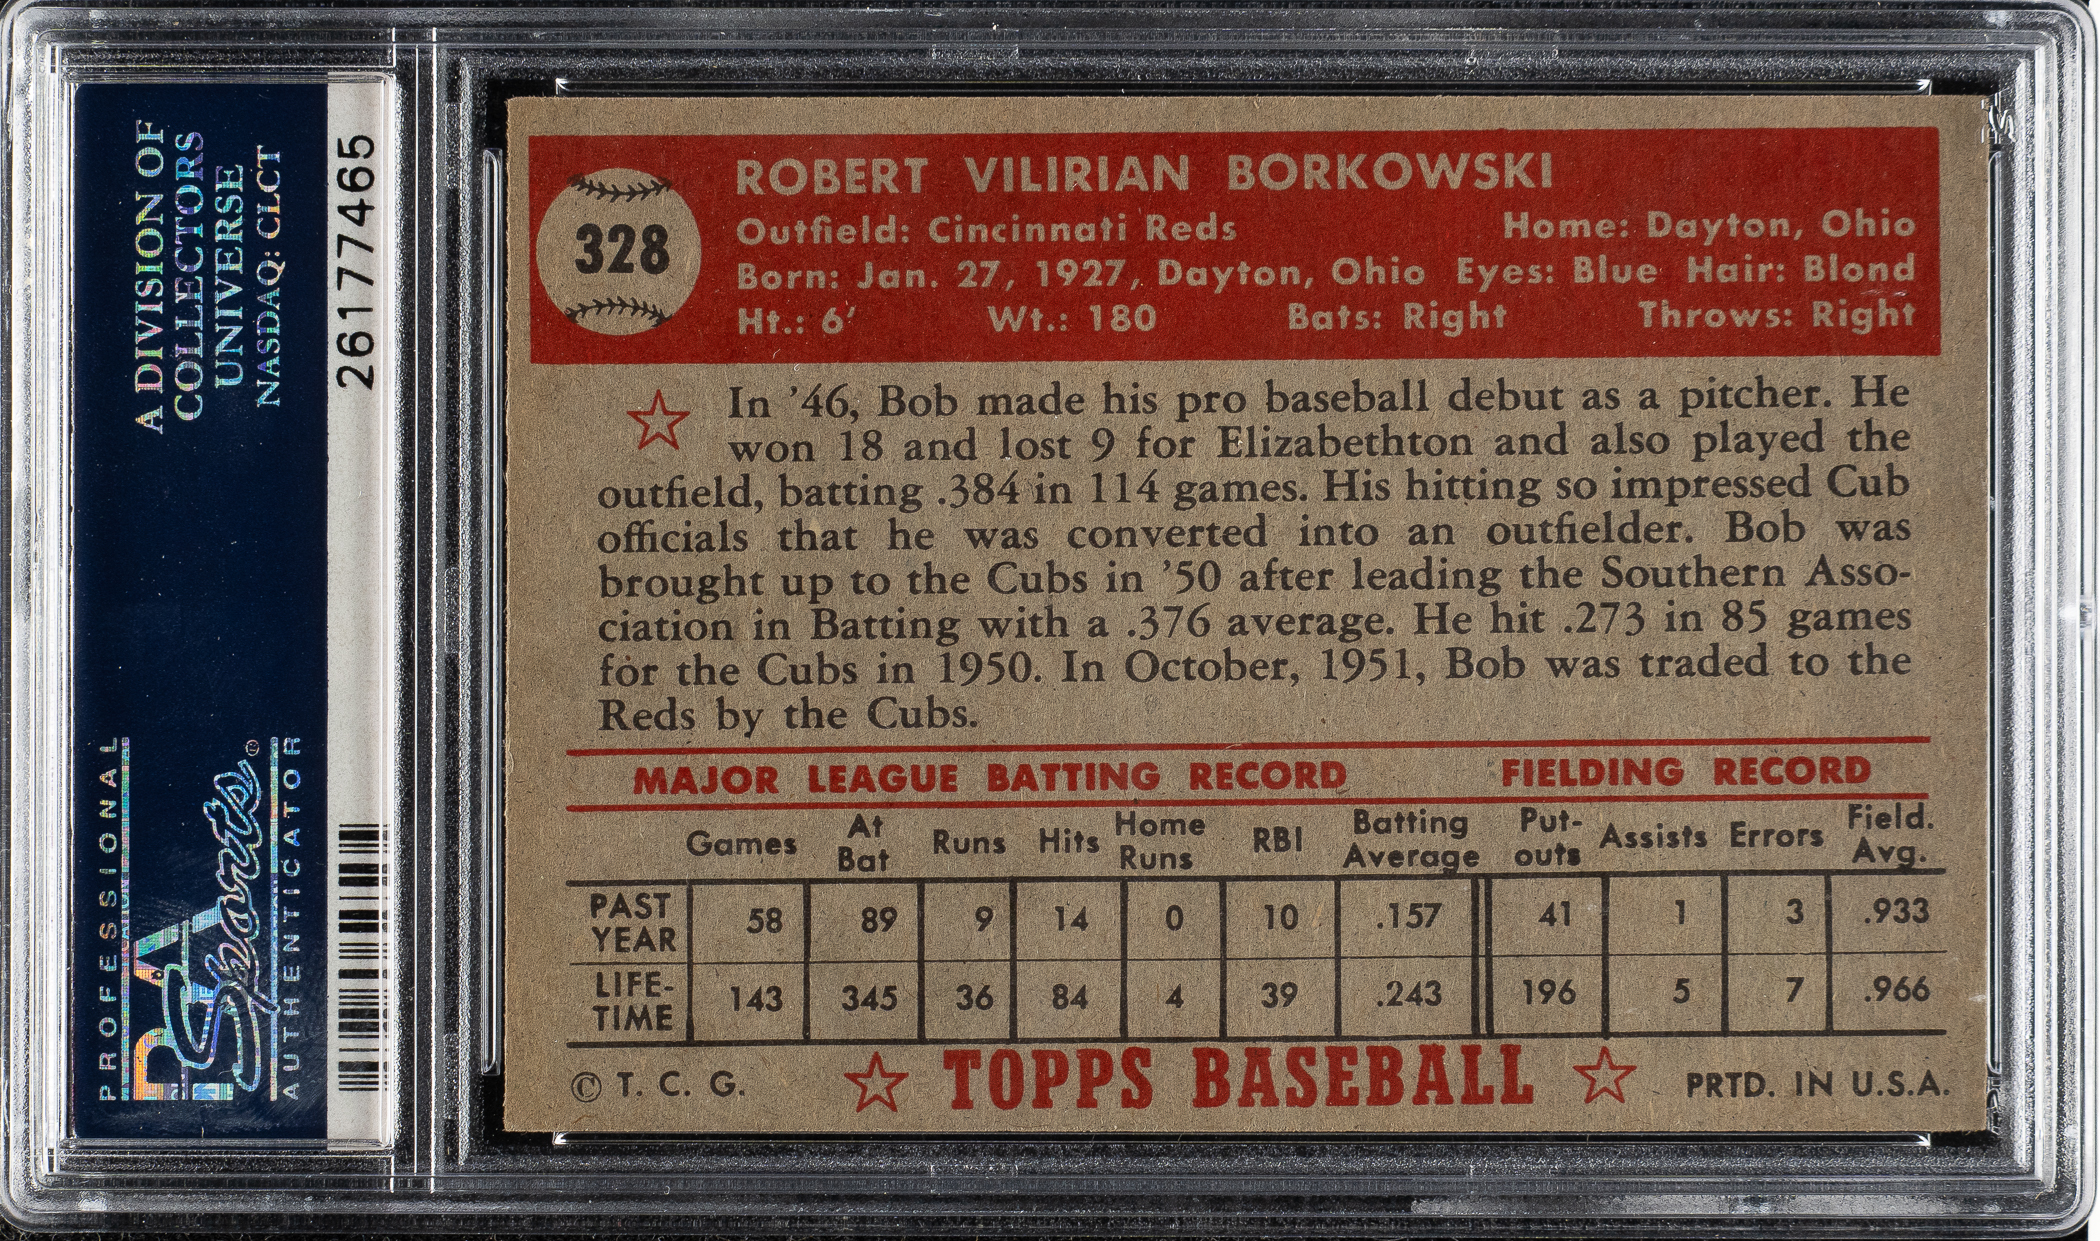 A DIVISION OF
COLLECTORS
UNIVERSE
NASDAQ: CLCT
26177465
PROFESSIONAL
PSA
Sports®
AUTHENTICATOR
328
ROBERT VILIRIAN BORKOWSKI
Outfield: Cincinnati Reds Home: Dayton, Ohio
Born: Jan. 27, 1927, Dayton, Ohio Eyes: Blue Hair: Blond
Ht.: 6' Wt.: 180 Bats: Right Throws: Right
In '46, Bob made his pro baseball debut as a pitcher. He
won 18 and lost 9 for Elizabethton and also played the
outfield, batting .384 in 114 games. His hitting so impressed Cub
officials that he was converted into an outfielder. Bob was
brought up to the Cubs in '50 after leading the Southern Asso-
ciation in Batting with a .376 average. He hit .273 in 85 games
for the Cubs in 1950. In October, 1951, Bob was traded to the
Reds by the Cubs.
MAJOR LEAGUE BATTING RECORD FIELDING RECORD
Games At Bat Runs Hits Home Runs RBI Batting Average Put-outs Assists Errors Field. Avg.
PAST YEAR 58 89 9 14 0 10 .157 41 1 3 .933
LIFE-TIME 143 345 36 84 4 39 .243 196 5 7 .966
© T. C. G. TOPPS BASEBALL PRTD. IN U.S.A.